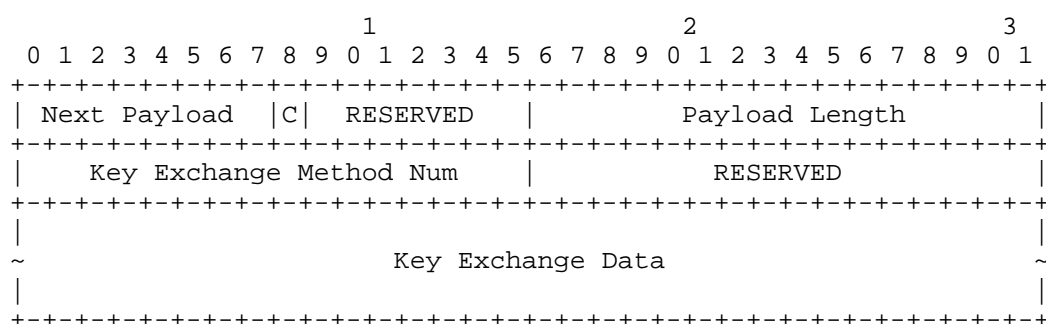 1                   2                   3
 0 1 2 3 4 5 6 7 8 9 0 1 2 3 4 5 6 7 8 9 0 1 2 3 4 5 6 7 8 9 0 1
+-+-+-+-+-+-+-+-+-+-+-+-+-+-+-+-+-+-+-+-+-+-+-+-+-+-+-+-+-+-+-+-+
| Next Payload  |C|  RESERVED   |         Payload Length        |
+-+-+-+-+-+-+-+-+-+-+-+-+-+-+-+-+-+-+-+-+-+-+-+-+-+-+-+-+-+-+-+-+
|    Key Exchange Method Num    |           RESERVED            |
+-+-+-+-+-+-+-+-+-+-+-+-+-+-+-+-+-+-+-+-+-+-+-+-+-+-+-+-+-+-+-+-+
|                                                               |
~                       Key Exchange Data                       ~
|                                                               |
+-+-+-+-+-+-+-+-+-+-+-+-+-+-+-+-+-+-+-+-+-+-+-+-+-+-+-+-+-+-+-+-+